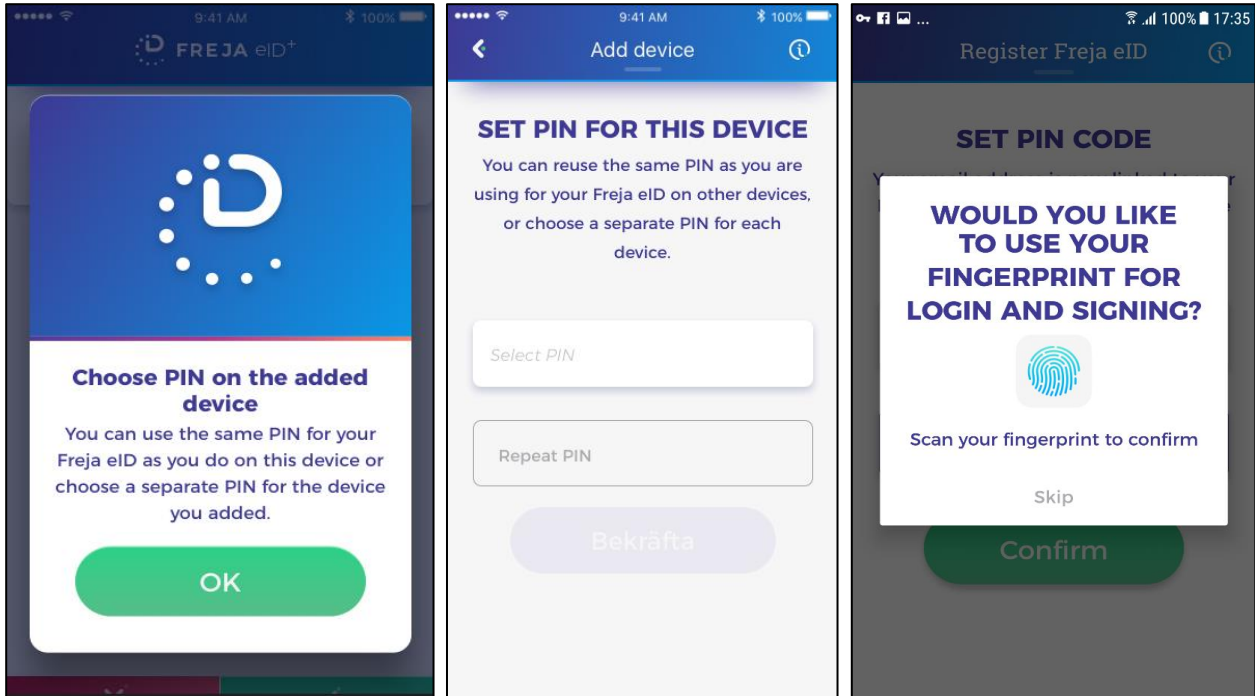 9:41 AM
100%
FREJA eID+
Choose PIN on the added
device
You can use the same PIN for your
Freja eID as you do on this device or
choose a separate PIN for the device
you added.
OK
9:41 AM
100%
Add device
SET PIN FOR THIS DEVICE
You can reuse the same PIN as you are
using for your Freja eID on other devices,
or choose a separate PIN for each
device.
Select PIN
Repeat PIN
Bekräfta
... 100% 17:35
Register Freja eID
SET PIN CODE
WOULD YOU LIKE
TO USE YOUR
FINGERPRINT FOR
LOGIN AND SIGNING?
Scan your fingerprint to confirm
Skip
Confirm